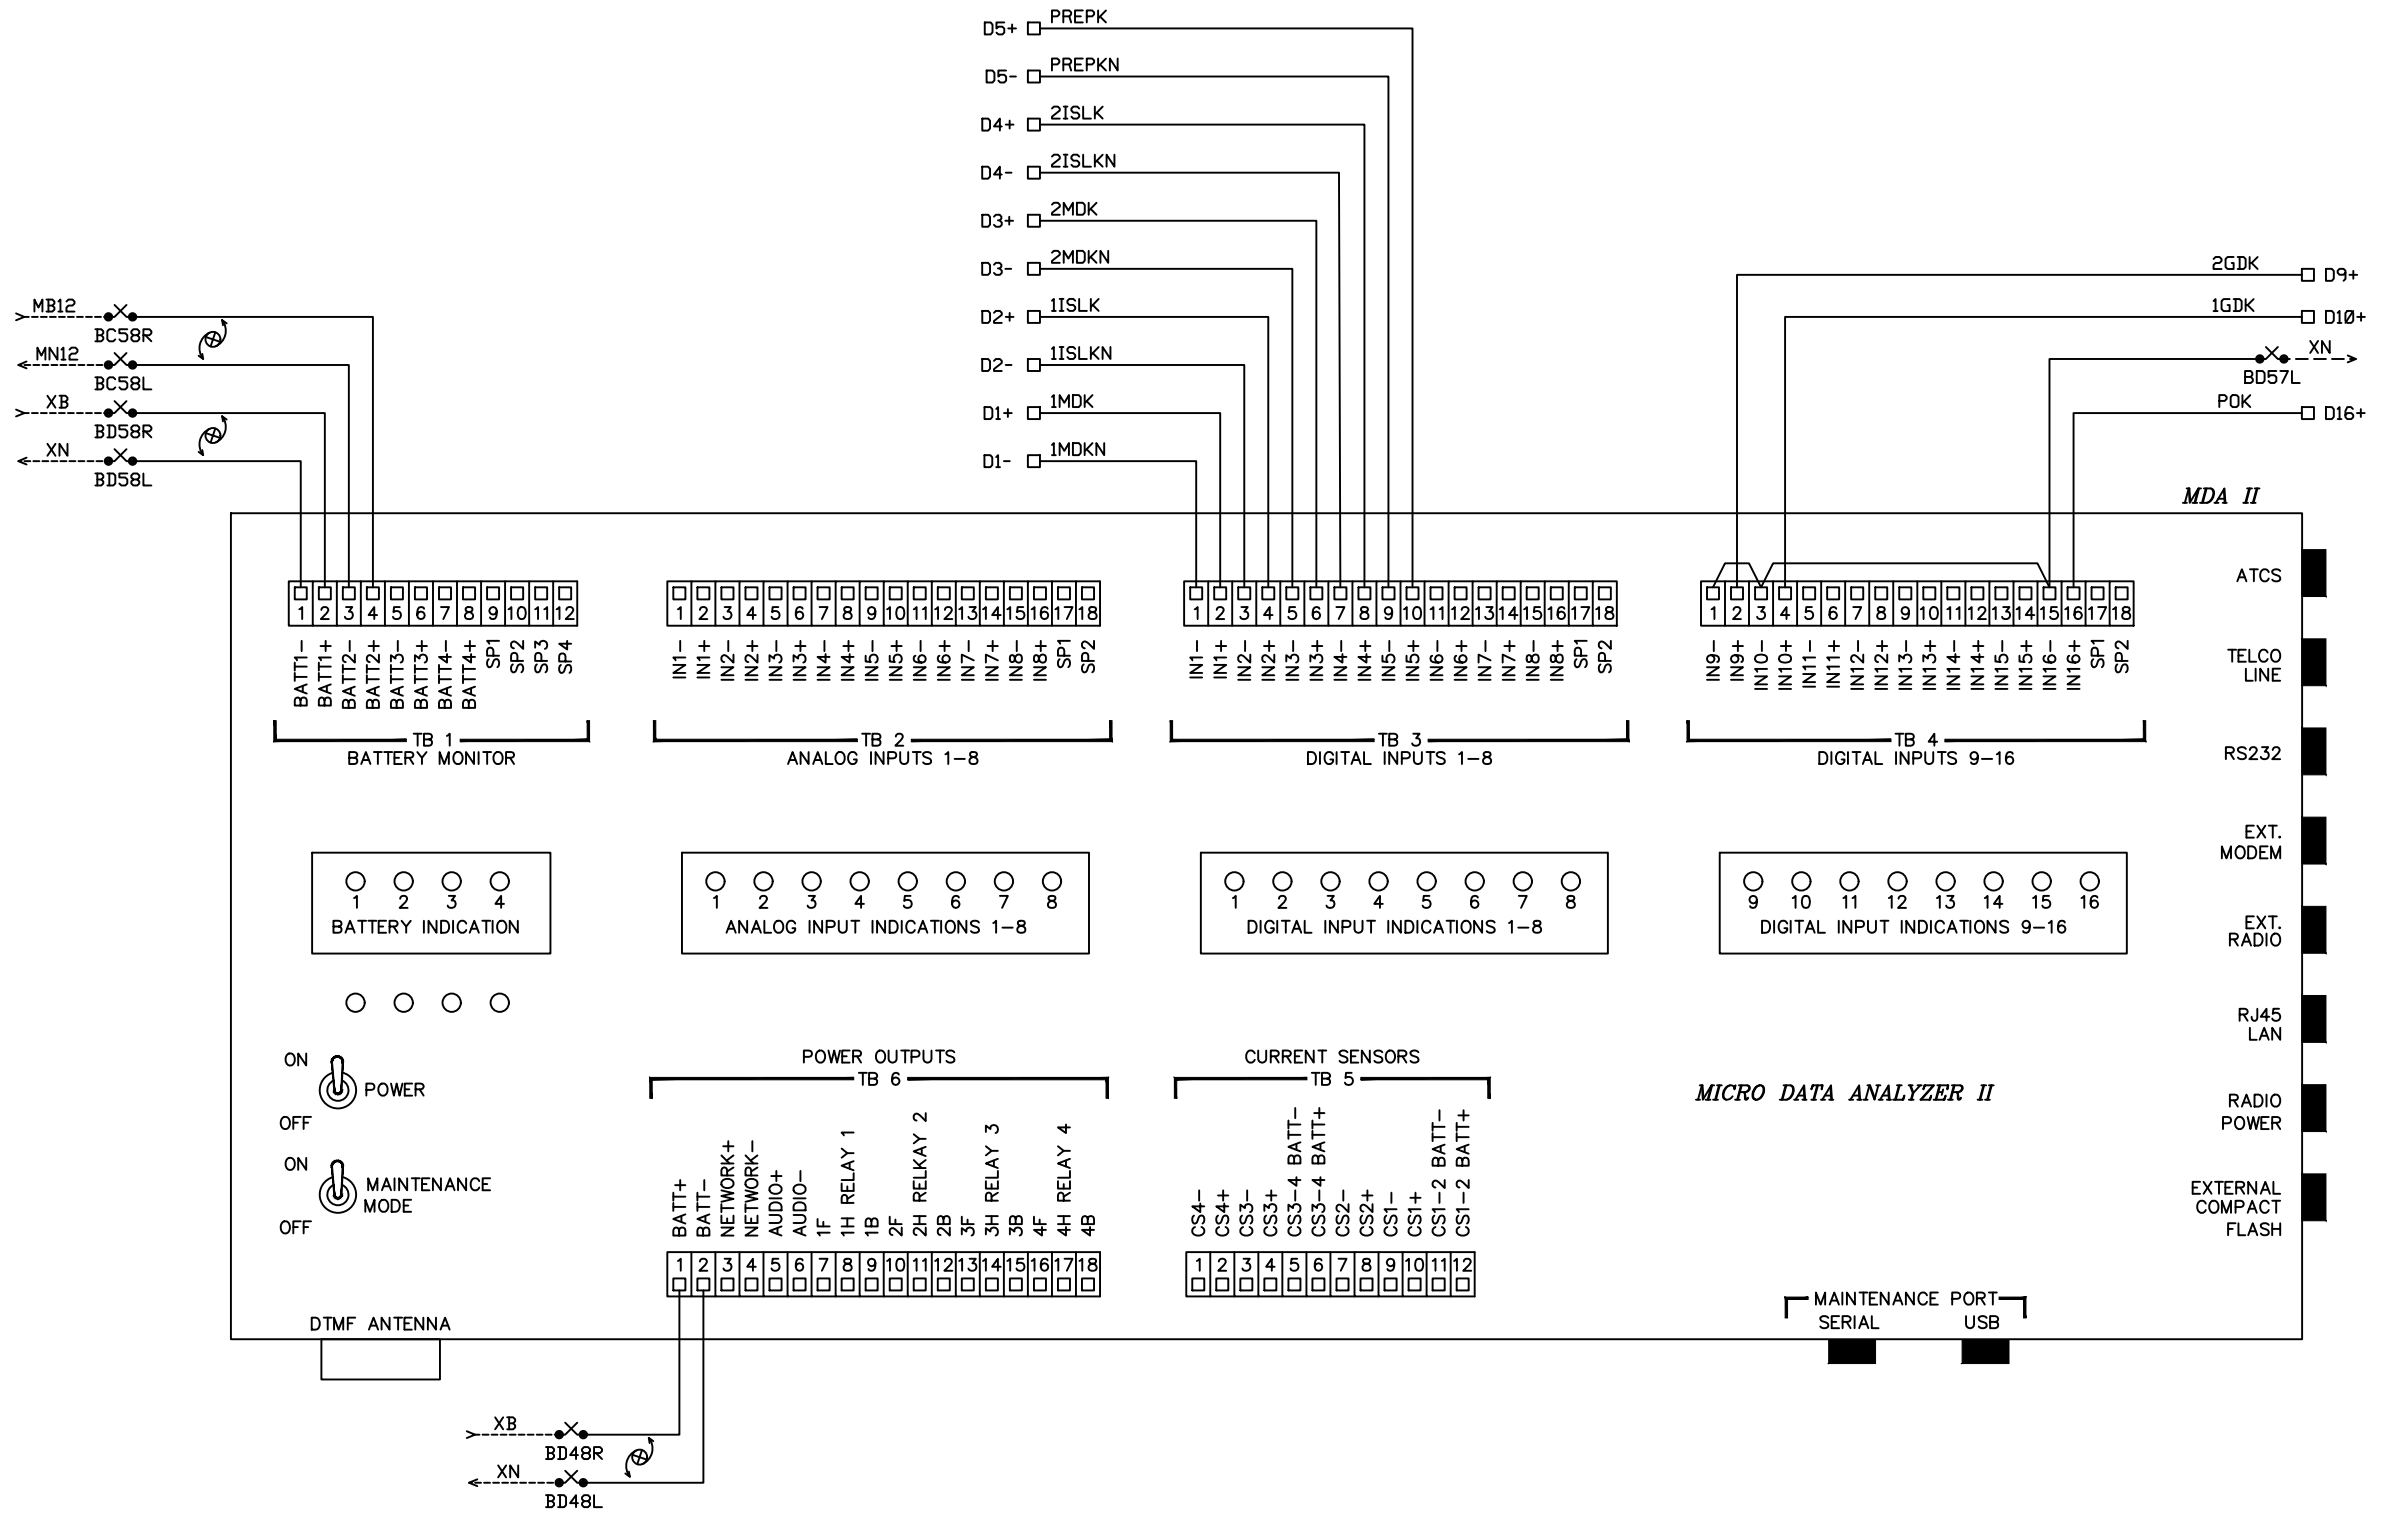 D5+ PREPK
D5- PREPKN
D4+ 2ISLK
D4- 2ISLKN
D3+ 2MDK
D3- 2MDKN
D2+ 1ISLK
D2- 1ISLKN
D1+ 1MDK
D1- 1MDKN
MB12
BC58R
MN12
BC58L
XB
BD58R
XN
BD58L
2GDK D9+
1GDK D10+
XN
BD57L
POK D16+
MDA II
1 2 3 4 5 6 7 8 9 10 11 12
BATT1- BATT1+ BATT2- BATT2+ BATT3- BATT3+ BATT4- BATT4+ SP1 SP2 SP3 SP4
TB 1
BATTERY MONITOR
1 2 3 4 5 6 7 8 9 10 11 12 13 14 15 16 17 18
IN1- IN1+ IN2- IN2+ IN3- IN3+ IN4- IN4+ IN5- IN5+ IN6- IN6+ IN7- IN7+ IN8- IN8+ SP1 SP2
TB 2
ANALOG INPUTS 1-8
1 2 3 4 5 6 7 8 9 10 11 12 13 14 15 16 17 18
IN1- IN1+ IN2- IN2+ IN3- IN3+ IN4- IN4+ IN5- IN5+ IN6- IN6+ IN7- IN7+ IN8- IN8+ SP1 SP2
TB 3
DIGITAL INPUTS 1-8
1 2 3 4 5 6 7 8 9 10 11 12 13 14 15 16 17 18
IN9- IN9+ IN10- IN10+ IN11- IN11+ IN12- IN12+ IN13- IN13+ IN14- IN14+ IN15- IN15+ IN16- IN16+ SP1 SP2
TB 4
DIGITAL INPUTS 9-16
ATCS
TELCO
LINE
RS232
EXT.
MODEM
EXT.
RADIO
RJ45
LAN
RADIO
POWER
EXTERNAL
COMPACT
FLASH
1 2 3 4
BATTERY INDICATION
1 2 3 4 5 6 7 8
ANALOG INPUT INDICATIONS 1-8
1 2 3 4 5 6 7 8
DIGITAL INPUT INDICATIONS 1-8
9 10 11 12 13 14 15 16
DIGITAL INPUT INDICATIONS 9-16
ON
POWER
OFF
ON
MAINTENANCE
MODE
OFF
POWER OUTPUTS
TB 6
BATT+ BATT- NETWORK+ NETWORK- AUDIO+ AUDIO- 1F 1H RELAY 1 1B 2F 2H RELKAY 2 2B 3F 3H RELAY 3 3B 4F 4H RELAY 4 4B
1 2 3 4 5 6 7 8 9 10 11 12 13 14 15 16 17 18
CURRENT SENSORS
TB 5
CS4- CS4+ CS3- CS3+ CS3-4 BATT- CS3-4 BATT+ CS2- CS2+ CS1- CS1+ CS1-2 BATT- CS1-2 BATT+
1 2 3 4 5 6 7 8 9 10 11 12
MICRO DATA ANALYZER II
MAINTENANCE PORT
SERIAL USB
DTMF ANTENNA
XB
BD48R
XN
BD48L